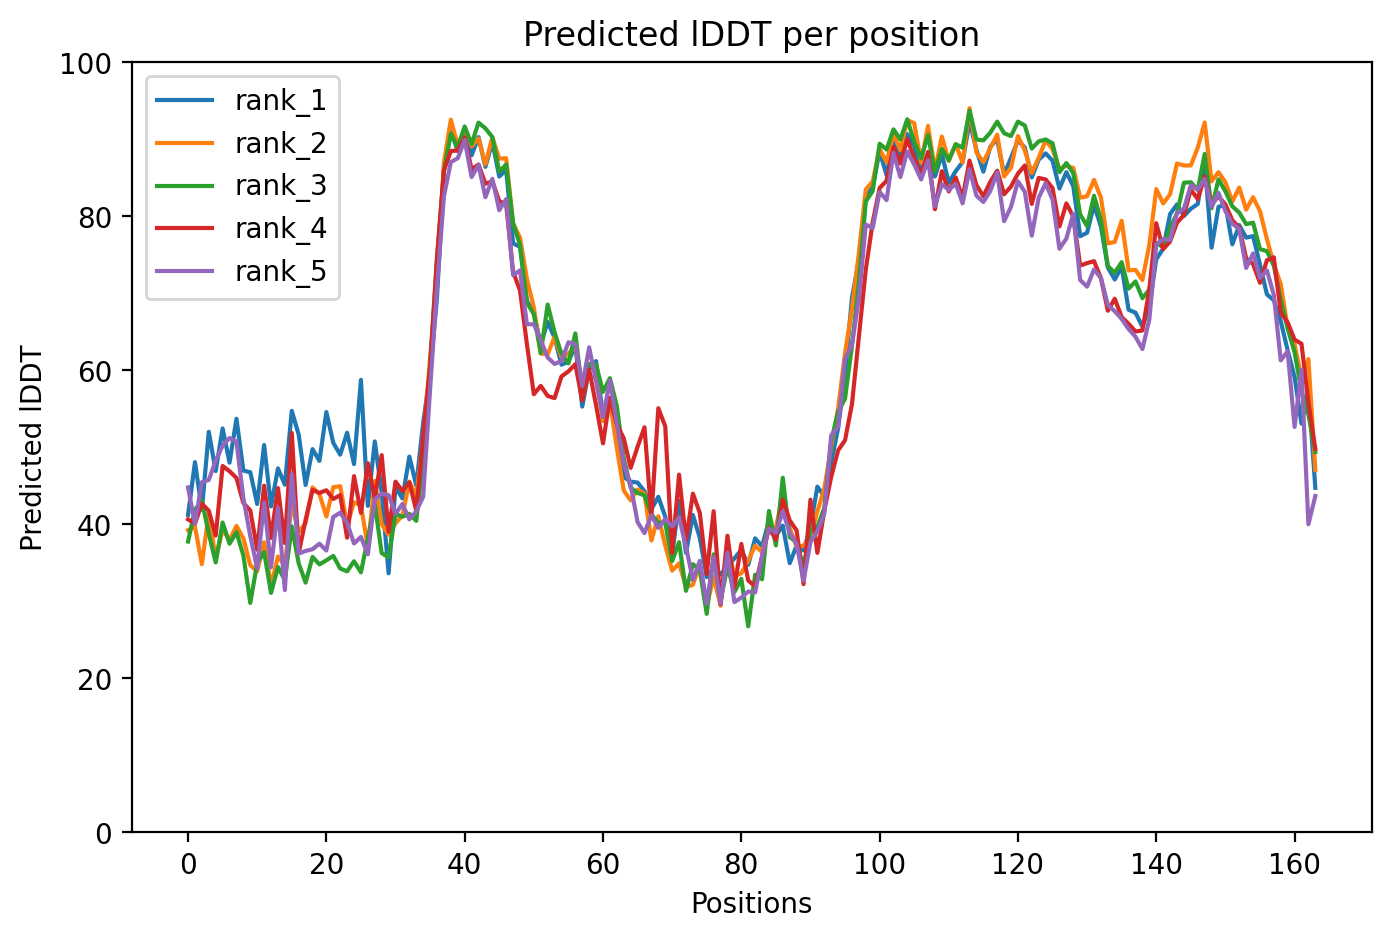 Predicted lDDT per position
100
80
60
40
20
0
Predicted lDDT
rank_1
rank_2
rank_3
rank_4
rank_5
0 20 40 60 80 100 120 140 160
Positions